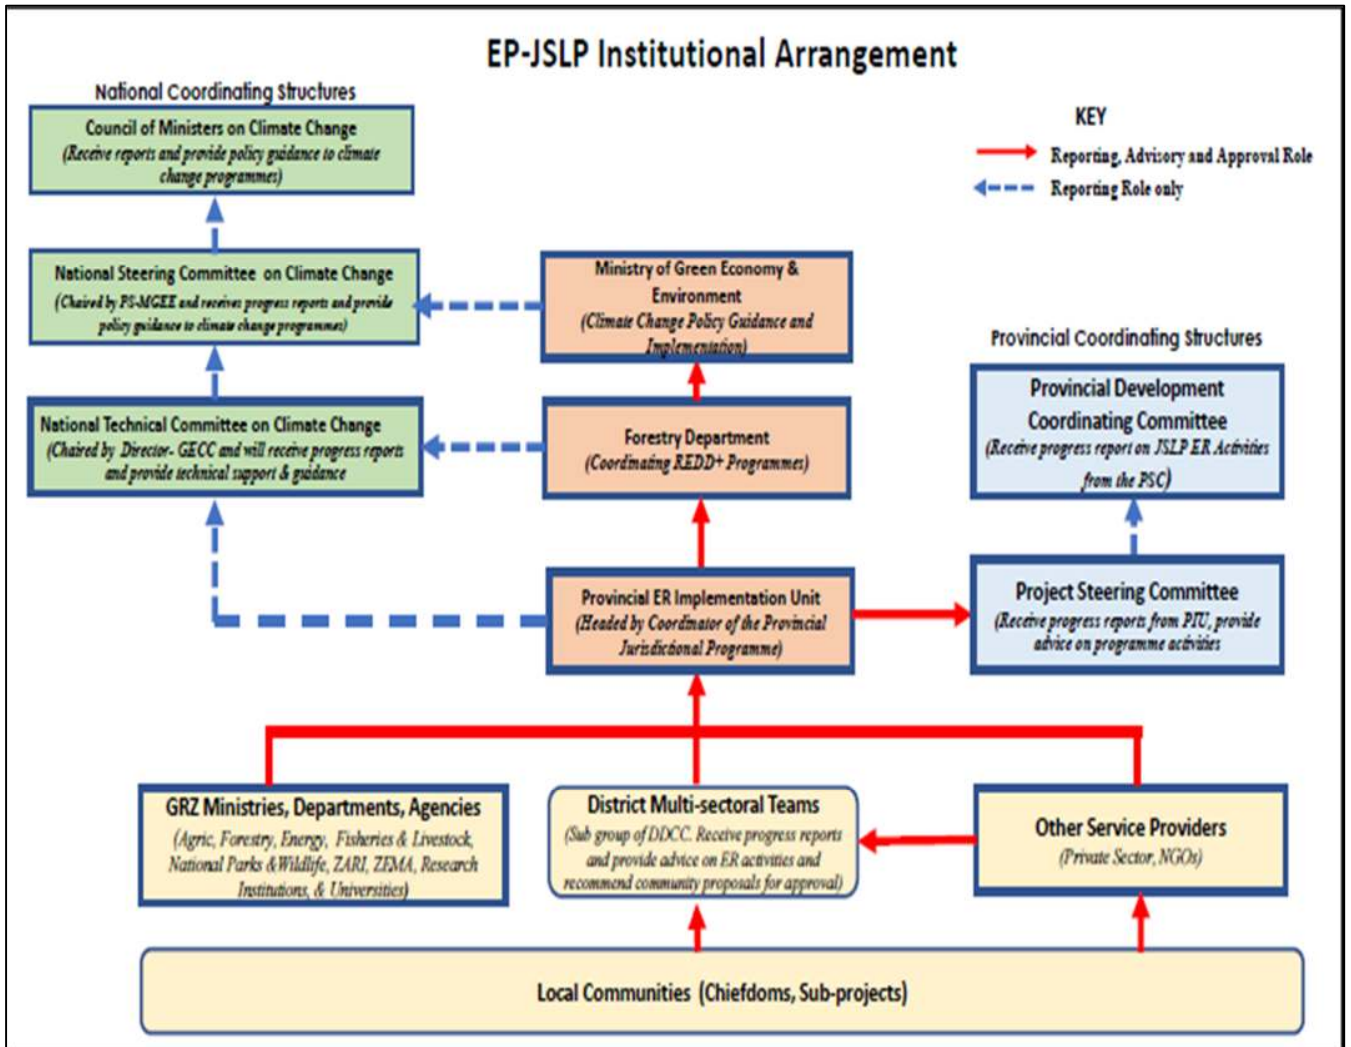 EP-JSLP Institutional Arrangement
National Coordinating Structures
Council of Ministers on Climate Change
(Receive reports and provide policy guidance to climate
change programmes)
KEY
Reporting, Advisory and Approval Role
Reporting Role only
National Steering Committee on Climate Change
(Chaired by PS-MGEE and receives progress reports and provide
policy guidance to climate change programmes)
Ministry of Green Economy &
Environment
(Climate Change Policy Guidance and
Implementation)
Provincial Coordinating Structures
Provincial Development
Coordinating Committee
(Receive progress report on JSLP ER Activities
from the PSC)
National Technical Committee on Climate Change
(Chaired by Director- GECC and will receive progress reports
and provide technical support & guidance
Forestry Department
(Coordinating REDD+ Programmes)
Provincial ER Implementation Unit
(Headed by Coordinator of the Provincial
Jurisdictional Programme)
Project Steering Committee
(Receive progress reports from PIU, provide
advice on programme activities
GRZ Ministries, Departments, Agencies
(Agric, Forestry, Energy, Fisheries & Livestock,
National Parks &Wildlife, ZARI, ZEMA, Research
Institutions, & Universities)
District Multi-sectoral Teams
(Sub group of DDCC. Receive progress reports
and provide advice on ER activities and
recommend community proposals for approval)
Other Service Providers
(Private Sector, NGOs)
Local Communities (Chiefdoms, Sub-projects)